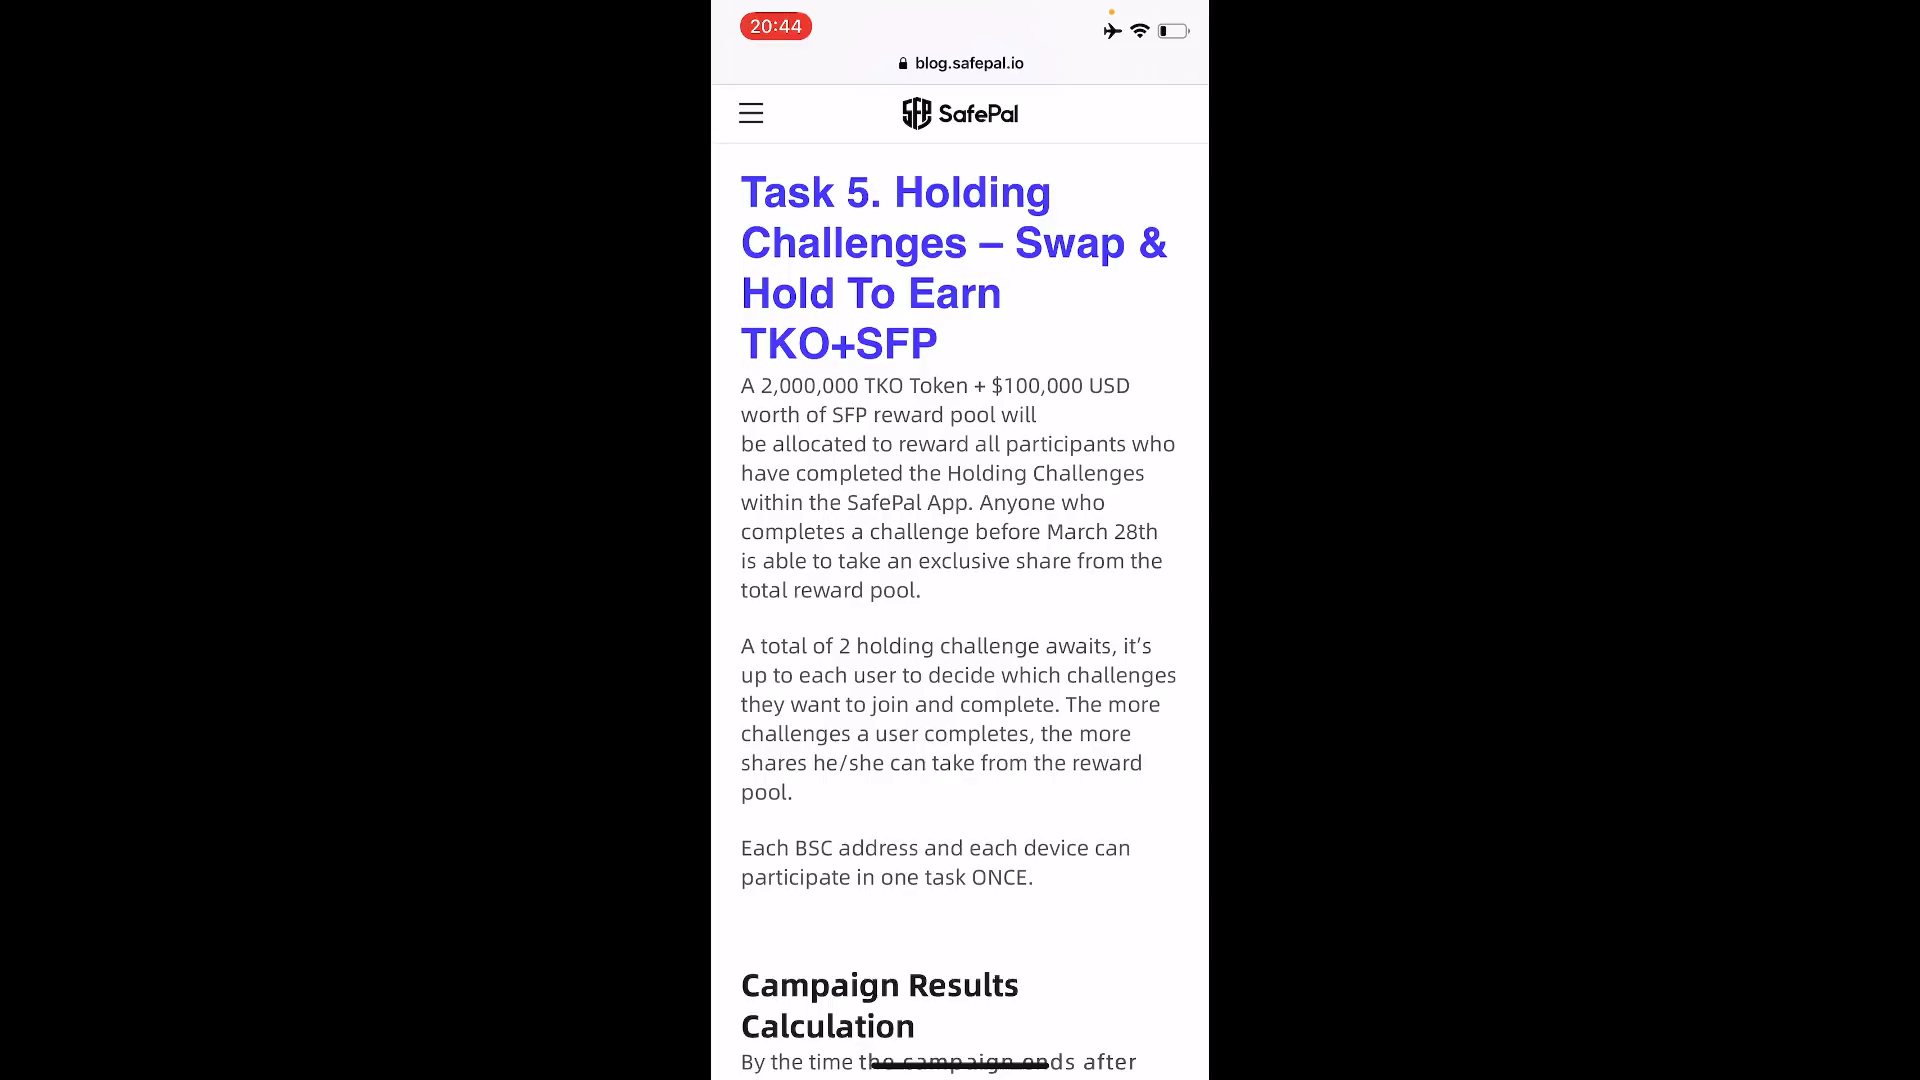 20:44
blog.safepal.io
SFP SafePal
Task 5. Holding
Challenges – Swap &
Hold To Earn
TKO+SFP
A 2,000,000 TKO Token + $100,000 USD
worth of SFP reward pool will
be allocated to reward all participants who
have completed the Holding Challenges
within the SafePal App. Anyone who
completes a challenge before March 28th
is able to take an exclusive share from the
total reward pool.
A total of 2 holding challenge awaits, it’s
up to each user to decide which challenges
they want to join and complete. The more
challenges a user completes, the more
shares he/she can take from the reward
pool.
Each BSC address and each device can
participate in one task ONCE.
Campaign Results
Calculation
By the time the campaign ends after